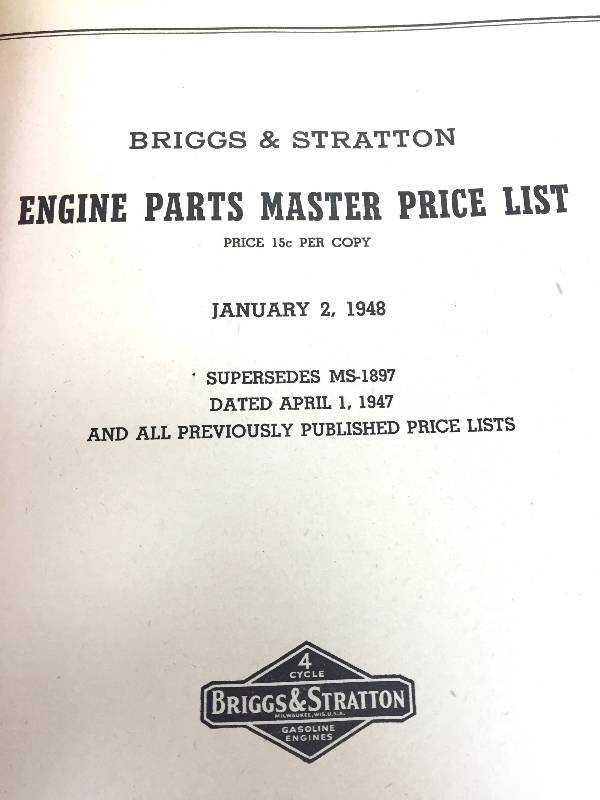 BRIGGS & STRATTON
ENGINE PARTS MASTER PRICE LIST
PRICE 15c PER COPY
JANUARY 2, 1948
SUPERSEDES MS-1897
DATED APRIL 1, 1947
AND ALL PREVIOUSLY PUBLISHED PRICE LISTS
4
CYCLE
BRIGGS & STRATTON
MILWAUKEE, WIS. U.S.A.
GASOLINE
ENGINES